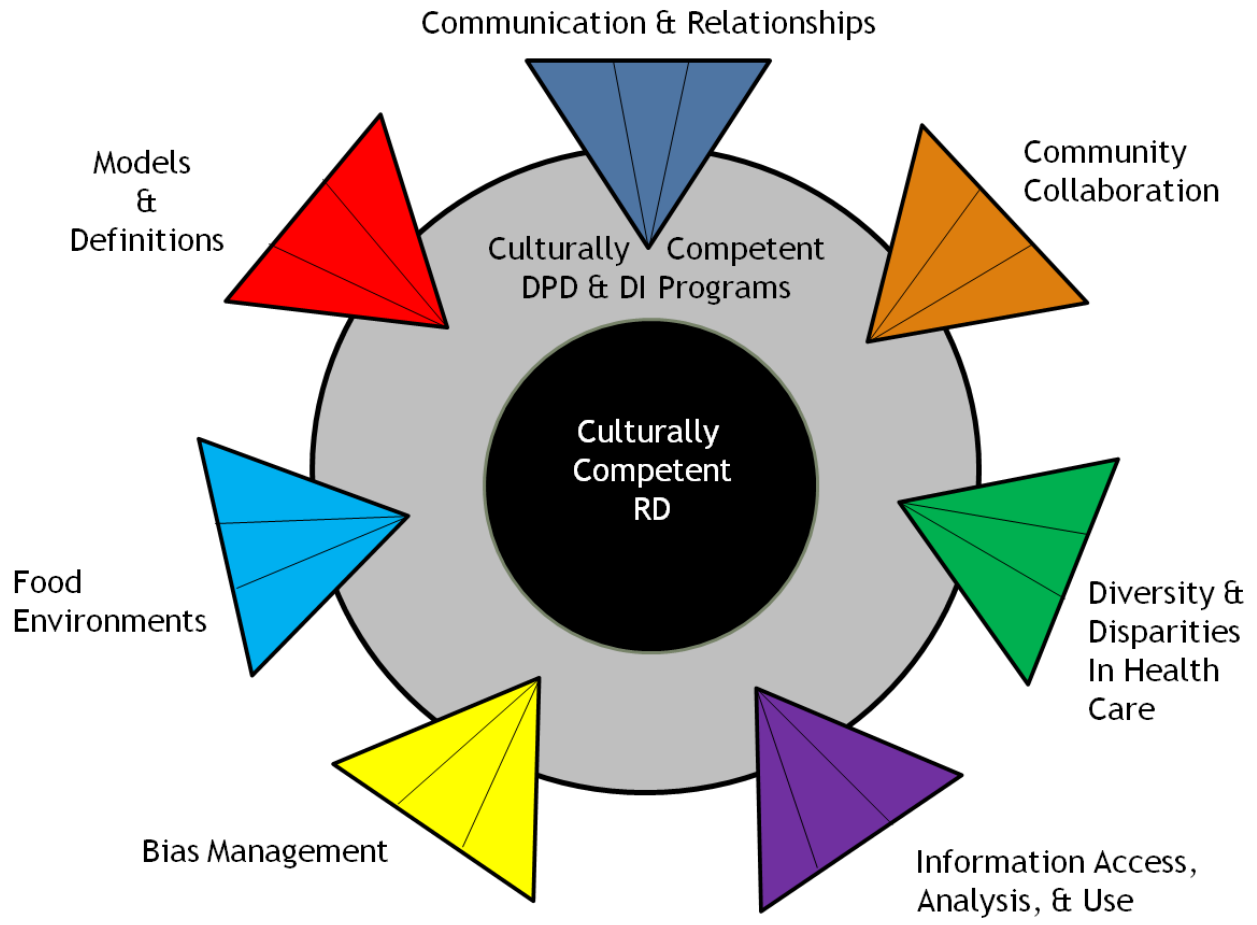 Communication & Relationships
Models
&
Definitions
Community
Collaboration
Culturally Competent
DPD & DI Programs
Culturally
Competent
RD
Food
Environments
Diversity &
Disparities
In Health
Care
Bias Management
Information Access,
Analysis, & Use